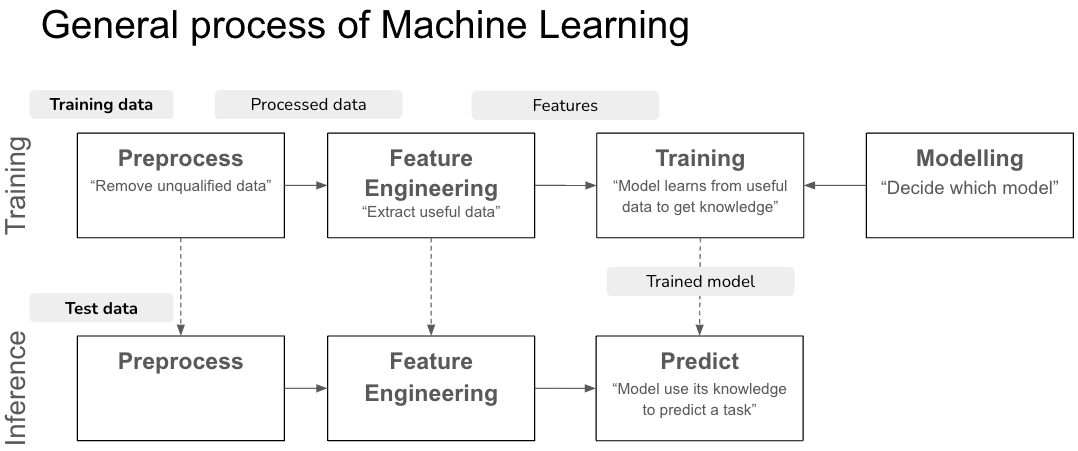 General process of Machine Learning
Training data
Processed data
Features
Training
Preprocess
“Remove unqualified data”
Feature
Engineering
“Extract useful data”
Training
“Model learns from useful
data to get knowledge”
Modelling
“Decide which model”
Trained model
Test data
Inference
Preprocess
Feature
Engineering
Predict
“Model use its knowledge
to predict a task”